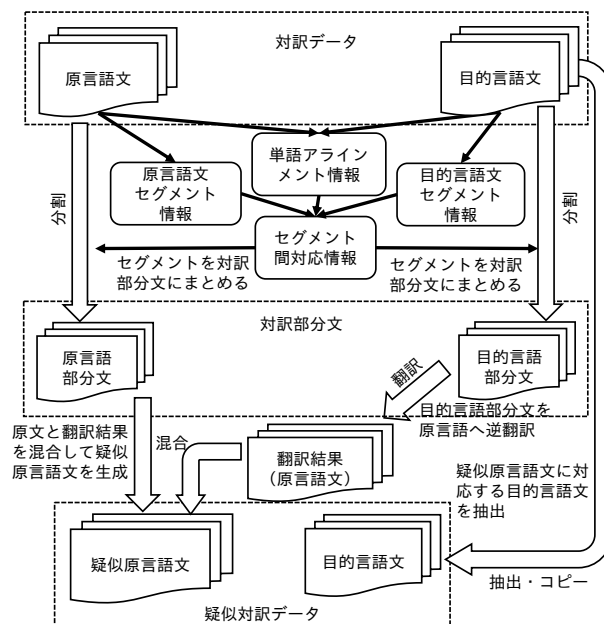 対訳データ
原言語文
目的言語文
単語アライン
メント情報
原言語文
セグメント
情報
目的言語文
セグメント
情報
分割
分割
セグメント
間対応情報
セグメントを対訳
部分文にまとめる
セグメントを対訳
部分文にまとめる
対訳部分文
原言語
部分文
目的言語
部分文
翻訳
目的言語部分文を
原言語へ逆翻訳
原文と翻訳結果
を混合して疑似
原言語文を生成
混合
翻訳結果
（原言語文）
疑似原言語文に対
応する目的言語文
を抽出
疑似原言語文
目的言語文
抽出・コピー
疑似対訳データ